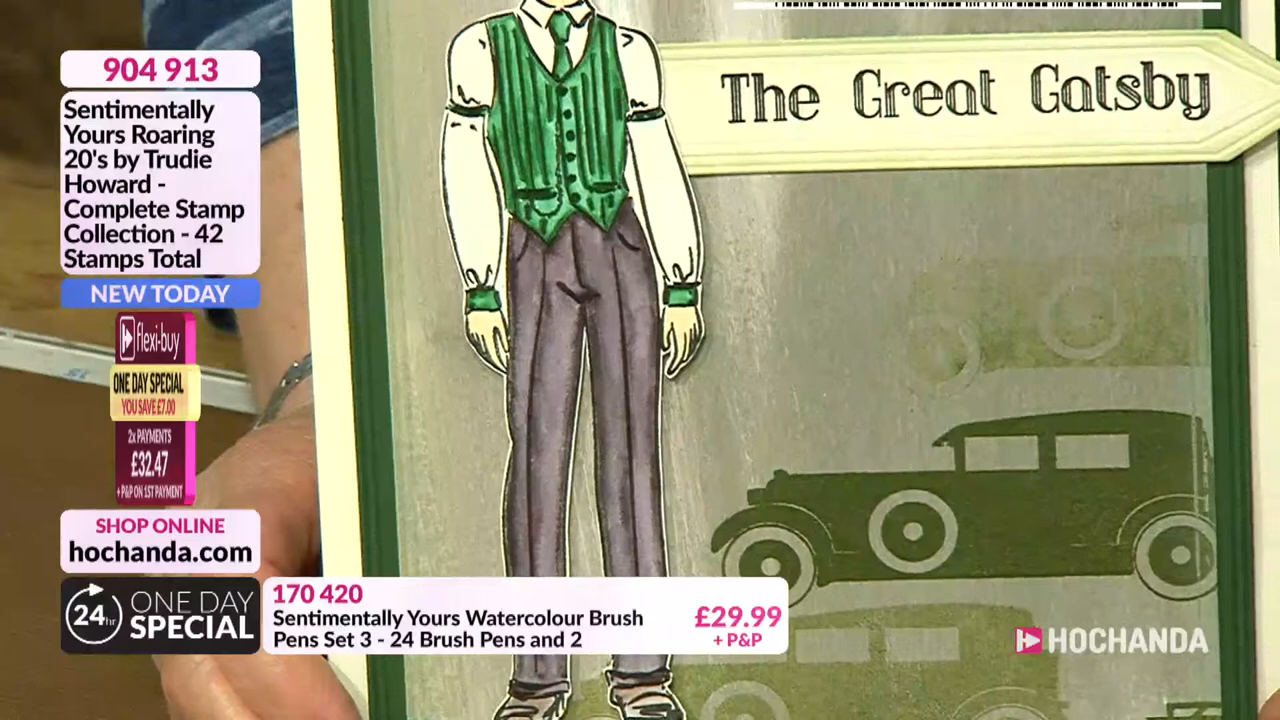 904 913
Sentimentally
Yours Roaring
20's by Trudie
Howard -
Complete Stamp
Collection - 42
Stamps Total
NEW TODAY
flexi-buy
ONE DAY SPECIAL
YOU SAVE £7.00
2x PAYMENTS
£32.47
+ P&P ON 1ST PAYMENT
SHOP ONLINE
hochanda.com
24hr ONE DAY
SPECIAL
170 420
Sentimentally Yours Watercolour Brush
Pens Set 3 - 24 Brush Pens and 2
£29.99
+ P&P
The Great Gatsby
HOCHANDA